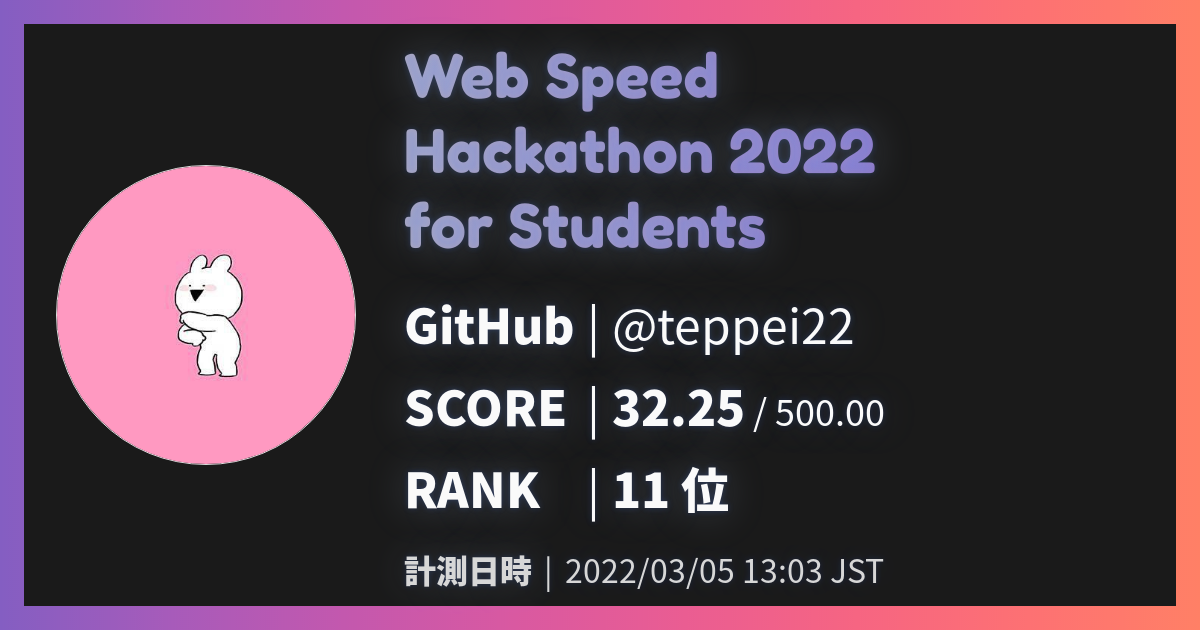 Web Speed
Hackathon 2022
for Students
GitHub | @teppei22
SCORE | 32.25 / 500.00
RANK | 11 位
計測日時 | 2022/03/05 13:03 JST